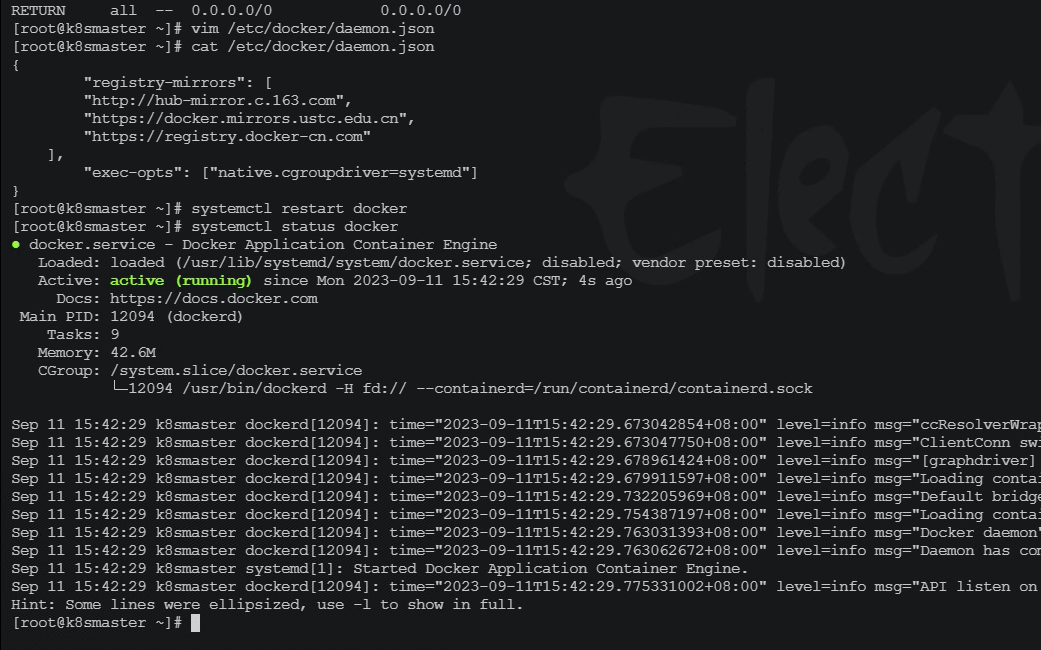 RETURN     all  --  0.0.0.0/0            0.0.0.0/0
[root@k8smaster ~]# vim /etc/docker/daemon.json
[root@k8smaster ~]# cat /etc/docker/daemon.json
{
        "registry-mirrors": [
        "http://hub-mirror.c.163.com",
        "https://docker.mirrors.ustc.edu.cn",
        "https://registry.docker-cn.com"
    ],
        "exec-opts": ["native.cgroupdriver=systemd"]
}
[root@k8smaster ~]# systemctl restart docker
[root@k8smaster ~]# systemctl status docker
● docker.service - Docker Application Container Engine
   Loaded: loaded (/usr/lib/systemd/system/docker.service; disabled; vendor preset: disabled)
   Active: active (running) since Mon 2023-09-11 15:42:29 CST; 4s ago
     Docs: https://docs.docker.com
 Main PID: 12094 (dockerd)
    Tasks: 9
   Memory: 42.6M
   CGroup: /system.slice/docker.service
           └─12094 /usr/bin/dockerd -H fd:// --containerd=/run/containerd/containerd.sock
Sep 11 15:42:29 k8smaster dockerd[12094]: time="2023-09-11T15:42:29.673042854+08:00" level=info msg="ccResolverWrap
Sep 11 15:42:29 k8smaster dockerd[12094]: time="2023-09-11T15:42:29.673047750+08:00" level=info msg="ClientConn swi
Sep 11 15:42:29 k8smaster dockerd[12094]: time="2023-09-11T15:42:29.678961424+08:00" level=info msg="[graphdriver]
Sep 11 15:42:29 k8smaster dockerd[12094]: time="2023-09-11T15:42:29.679911597+08:00" level=info msg="Loading contai
Sep 11 15:42:29 k8smaster dockerd[12094]: time="2023-09-11T15:42:29.732205969+08:00" level=info msg="Default bridge
Sep 11 15:42:29 k8smaster dockerd[12094]: time="2023-09-11T15:42:29.754387197+08:00" level=info msg="Loading contai
Sep 11 15:42:29 k8smaster dockerd[12094]: time="2023-09-11T15:42:29.763031393+08:00" level=info msg="Docker daemon"
Sep 11 15:42:29 k8smaster dockerd[12094]: time="2023-09-11T15:42:29.763062672+08:00" level=info msg="Daemon has com
Sep 11 15:42:29 k8smaster systemd[1]: Started Docker Application Container Engine.
Sep 11 15:42:29 k8smaster dockerd[12094]: time="2023-09-11T15:42:29.775331002+08:00" level=info msg="API listen on
Hint: Some lines were ellipsized, use -l to show in full.
[root@k8smaster ~]#
Elect